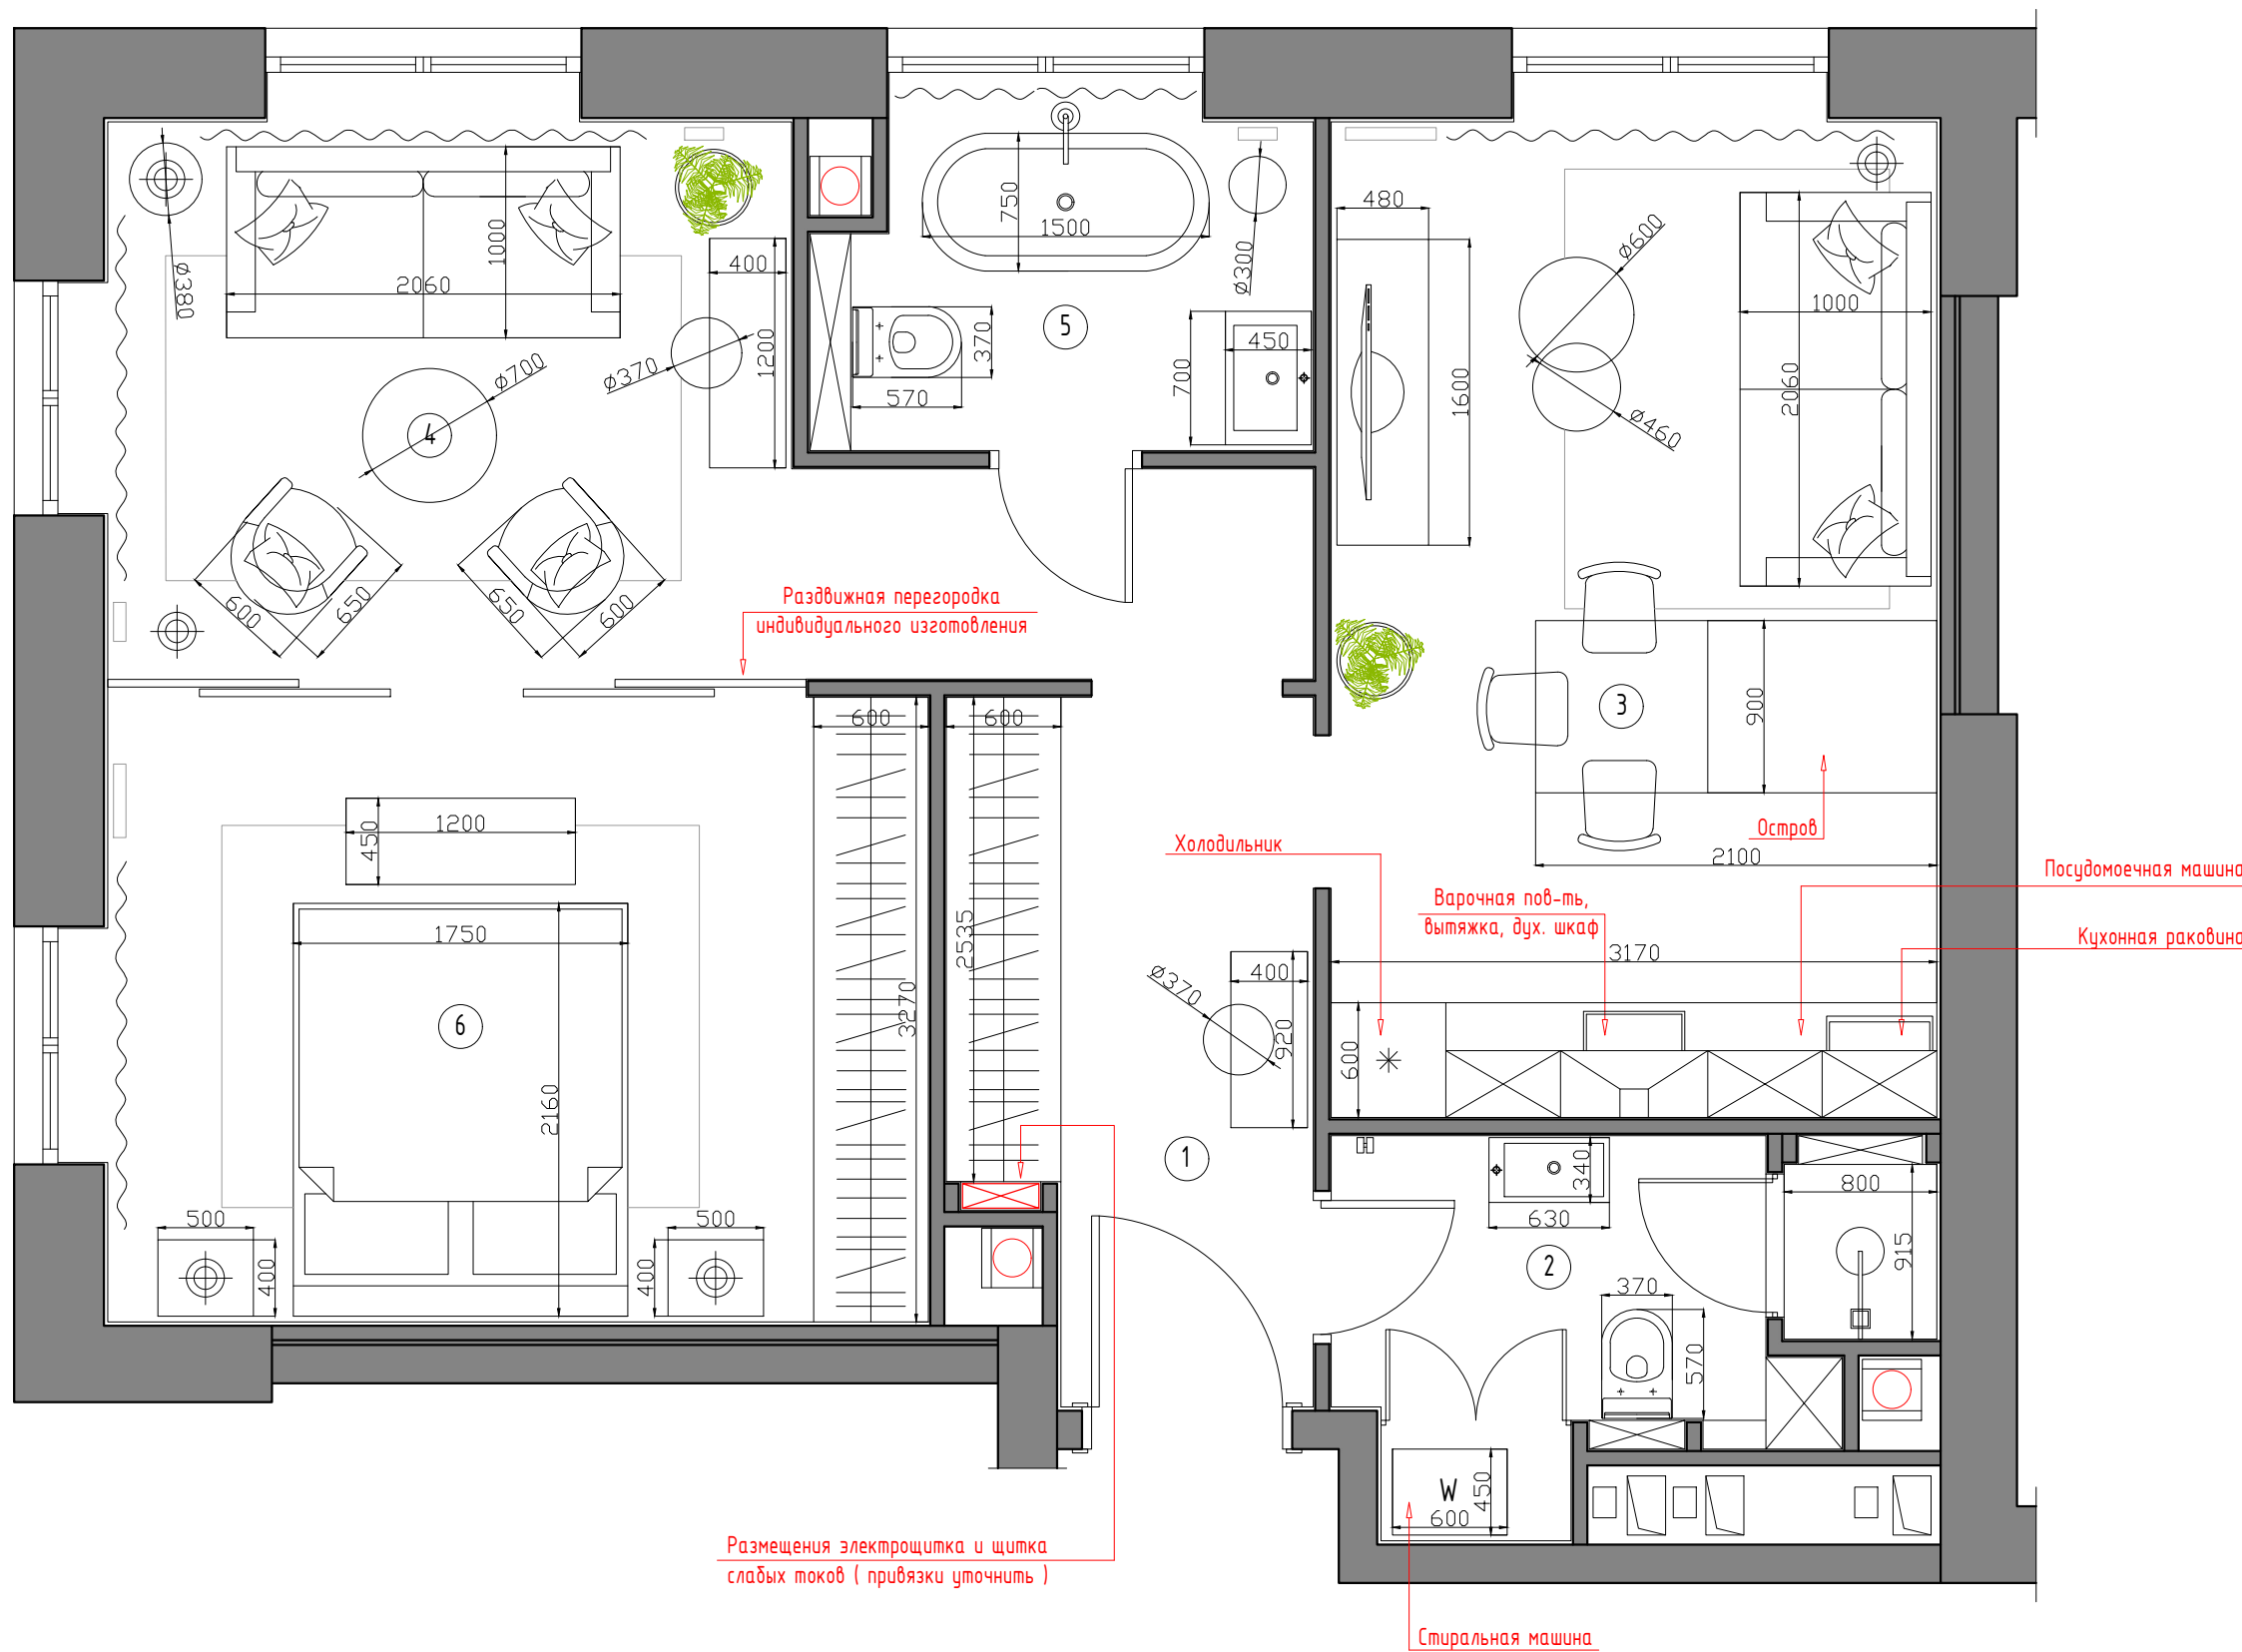 ø380
1000
2060
400
1200
ø370
ø700
4
600
650
650
600
750
1500
ø300
5
370
570
450
700
480
1600
ø600
ø460
1000
2060
3
900
2100
Раздвижная перегородка
индивидуального изготовления
600
600
3270
2535
1200
450
1750
2160
6
500
400
500
400
Холодильник
Остров
Варочная пов-ть,
вытяжка, дух. шкаф
Посудомоечная машина
Кухонная раковина
3170
600
400
920
ø370
1
340
630
2
370
570
800
915
W
450
600
Размещения электрощитка и щитка
слабых токов ( привязки уточнить )
Стиральная машина